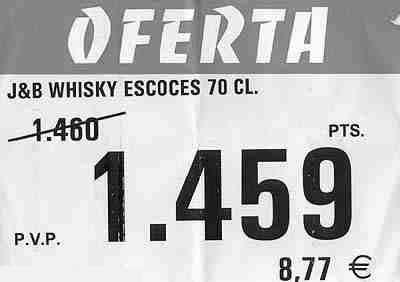 OFERTA
J&B WHISKY ESCOCES 70 CL.
1.460
PTS.
1.459
P.V.P.
8,77 €